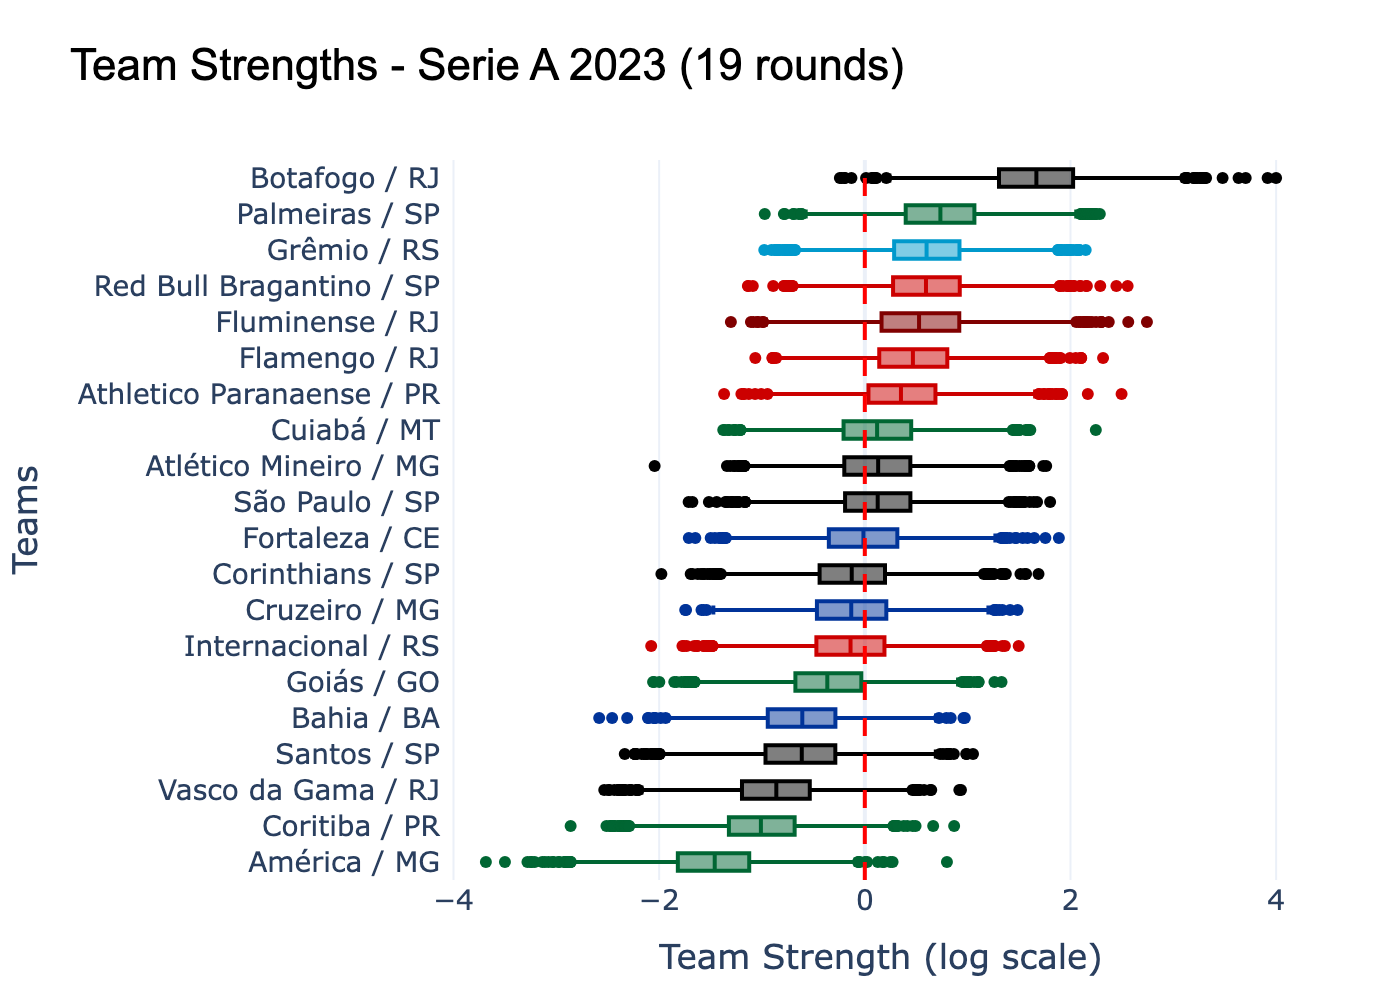 Team Strengths - Serie A 2023 (19 rounds)
Teams
Botafogo / RJ
Palmeiras / SP
Grêmio / RS
Red Bull Bragantino / SP
Fluminense / RJ
Flamengo / RJ
Athletico Paranaense / PR
Cuiabá / MT
Atlético Mineiro / MG
São Paulo / SP
Fortaleza / CE
Corinthians / SP
Cruzeiro / MG
Internacional / RS
Goiás / GO
Bahia / BA
Santos / SP
Vasco da Gama / RJ
Coritiba / PR
América / MG
−4 −2 0 2 4
Team Strength (log scale)